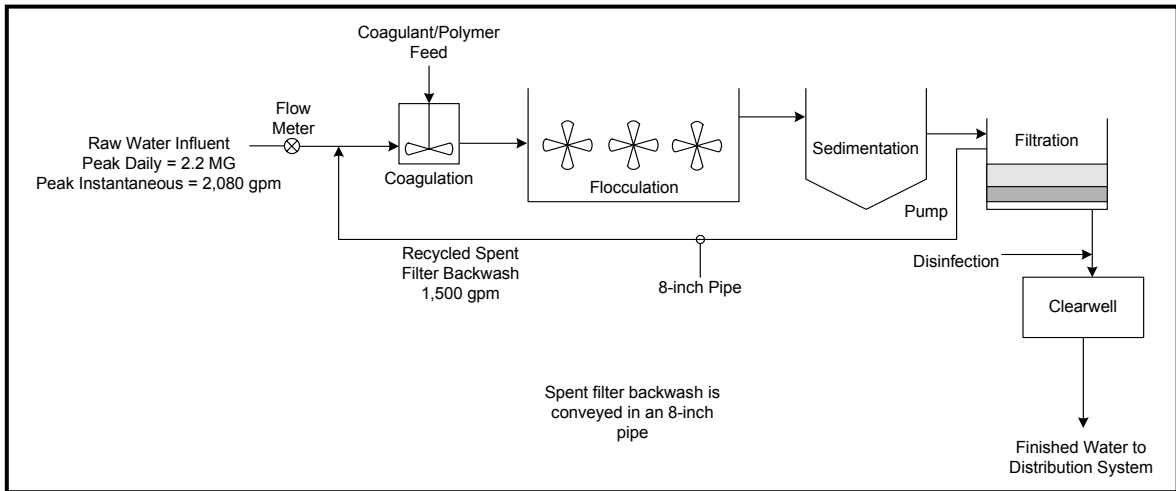 Coagulant/Polymer
Feed
Flow
Meter
Raw Water Influent
Peak Daily = 2.2 MG
Peak Instantaneous = 2,080 gpm
Coagulation
Flocculation
Sedimentation
Filtration
Pump
Recycled Spent
Filter Backwash
1,500 gpm
8-inch Pipe
Disinfection
Clearwell
Spent filter backwash is
conveyed in an 8-inch
pipe
Finished Water to
Distribution System